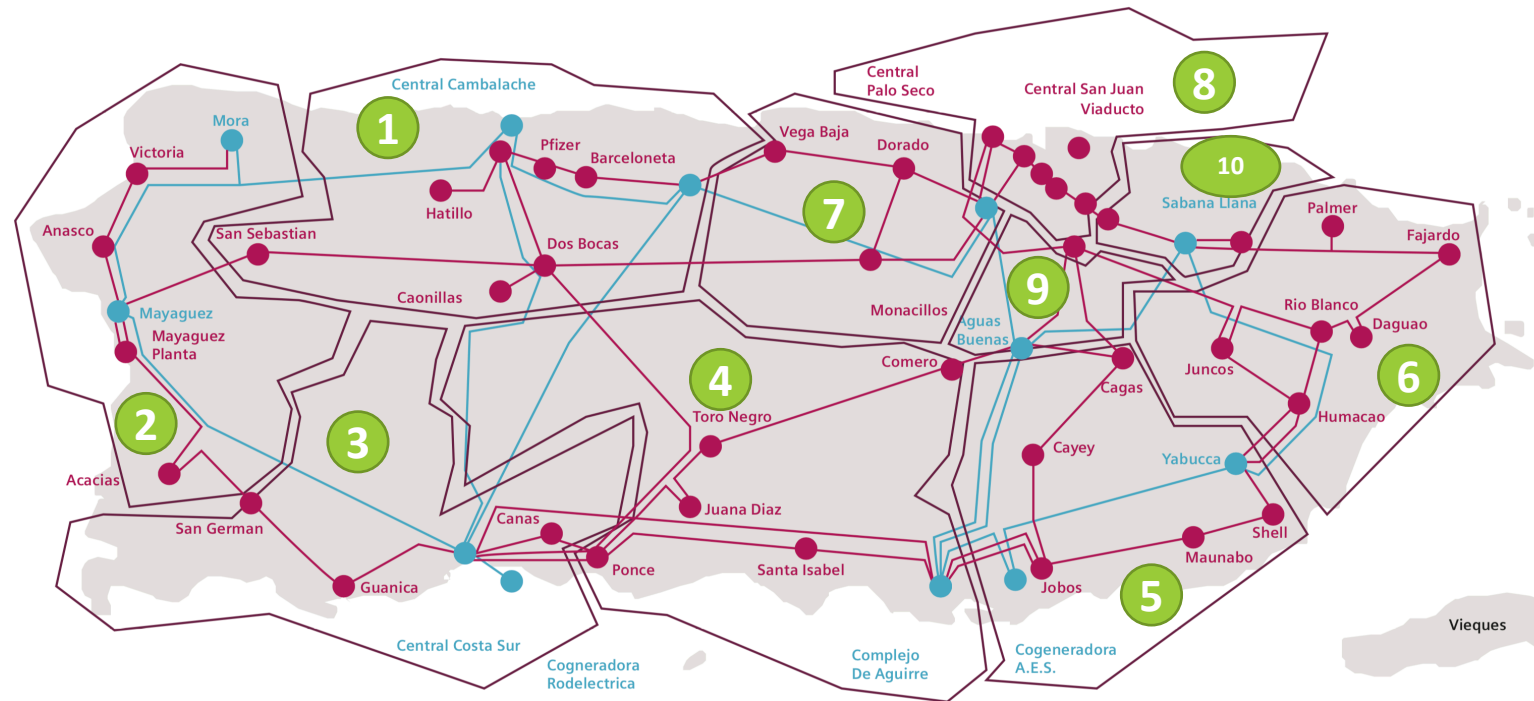 8
Central
Palo Seco
Central Cambalache
Central San Juan
Viaducto
1
Mora
Vega Baja
Dorado
10
Victoria
Pfizer
Barceloneta
Sabana Llana
Palmer
Hatillo
7
Anasco
San Sebastian
Dos Bocas
Fajardo
9
Caonillas
Monacillos
Rio Blanco
Mayaguez
Mayaguez
Planta
Aguas
Buenas
Daguao
Comero
Juncos
6
4
Cagas
2
3
Toro Negro
Humacao
Cayey
Yabucca
Acacias
San German
Canas
Juana Diaz
Shell
Maunabo
Guanica
Ponce
Santa Isabel
Jobos
5
Vieques
Central Costa Sur
Cogneradora
Rodelectrica
Complejo
De Aguirre
Cogeneradora
A.E.S.